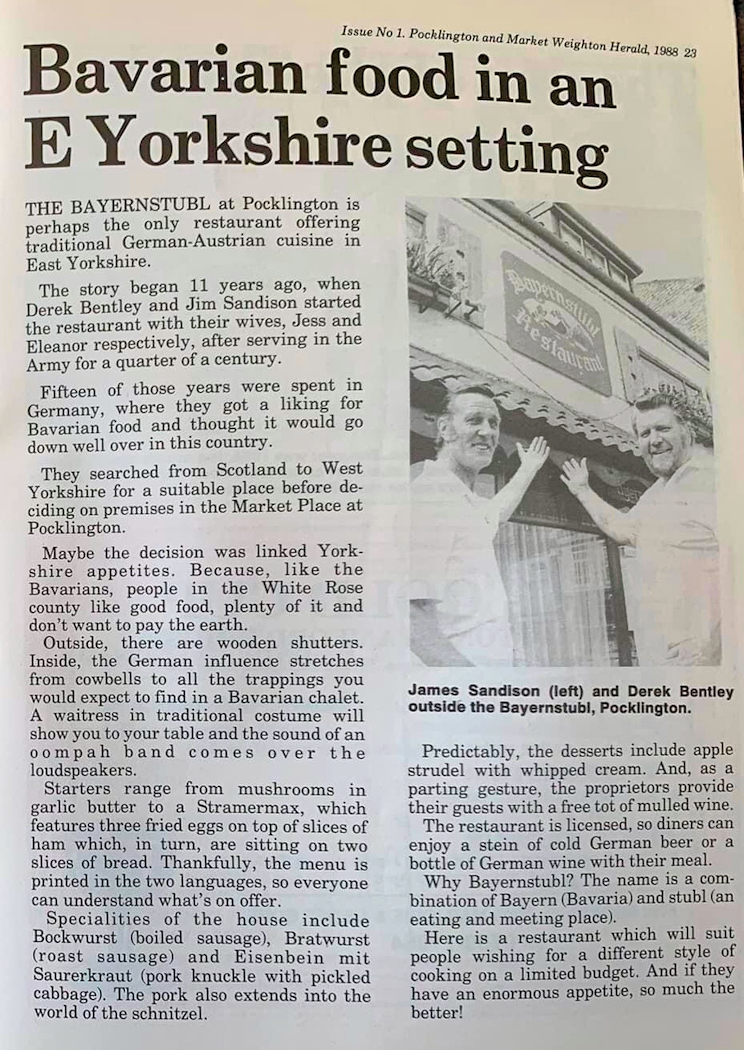 Issue No 1. Pocklington and Market Weighton Herald, 1988 23
Bavarian food in an
E Yorkshire setting
THE BAYERNSTUBL at Pocklington is
perhaps the only restaurant offering
traditional German-Austrian cuisine in
East Yorkshire.
The story began 11 years ago, when
Derek Bentley and Jim Sandison started
the restaurant with their wives, Jess and
Eleanor respectively, after serving in the
Army for a quarter of a century.
Fifteen of those years were spent in
Germany, where they got a liking for
Bavarian food and thought it would go
down well over in this country.
They searched from Scotland to West
Yorkshire for a suitable place before de-
ciding on premises in the Market Place at
Pocklington.
Maybe the decision was linked York-
shire appetites. Because, like the
Bavarians, people in the White Rose
county like good food, plenty of it and
don't want to pay the earth.
Outside, there are wooden shutters.
Inside, the German influence stretches
from cowbells to all the trappings you
would expect to find in a Bavarian chalet.
A waitress in traditional costume will
show you to your table and the sound of an
oompah band comes over the
loudspeakers.
Starters range from mushrooms in
garlic butter to a Stramermax, which
features three fried eggs on top of slices of
ham which, in turn, are sitting on two
slices of bread. Thankfully, the menu is
printed in the two languages, so everyone
can understand what's on offer.
Specialities of the house include
Bockwurst (boiled sausage), Bratwurst
(roast sausage) and Eisenbein mit
Saurerkraut (pork knuckle with pickled
cabbage). The pork also extends into the
world of the schnitzel.
Bayernstubl
Restaurant
James Sandison (left) and Derek Bentley
outside the Bayernstubl, Pocklington.
Predictably, the desserts include apple
strudel with whipped cream. And, as a
parting gesture, the proprietors provide
their guests with a free tot of mulled wine.
The restaurant is licensed, so diners can
enjoy a stein of cold German beer or a
bottle of German wine with their meal.
Why Bayernstubl? The name is a com-
bination of Bayern (Bavaria) and stubl (an
eating and meeting place).
Here is a restaurant which will suit
people wishing for a different style of
cooking on a limited budget. And if they
have an enormous appetite, so much the
better!